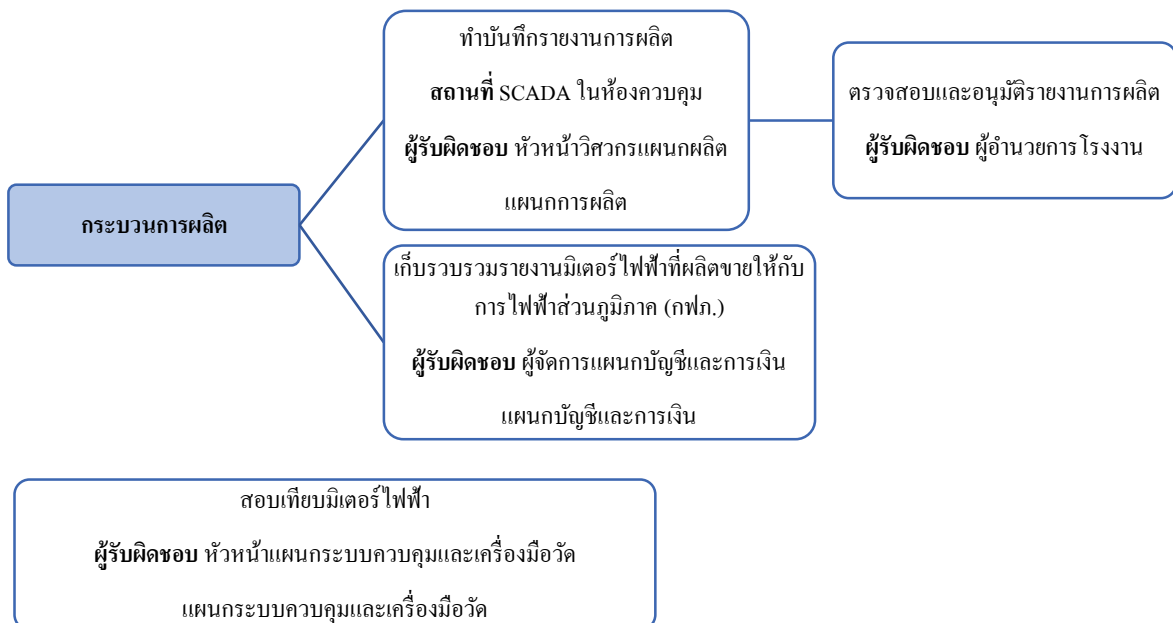 กระบวนการผลิต
ทำบันทึกรายงานการผลิต
สถานที่ SCADA ในห้องควบคุม
ผู้รับผิดชอบ หัวหน้าวิศวกรแผนกผลิต
แผนกการผลิต
ตรวจสอบและอนุมัติรายงานการผลิต
ผู้รับผิดชอบ ผู้อำนวยการโรงงาน
เก็บรวบรวมรายงานมิเตอร์ไฟฟ้าที่ผลิตขายให้กับ
การไฟฟ้าส่วนภูมิภาค (กฟภ.)
ผู้รับผิดชอบ ผู้จัดการแผนกบัญชีและการเงิน
แผนกบัญชีและการเงิน
สอบเทียบมิเตอร์ไฟฟ้า
ผู้รับผิดชอบ หัวหน้าแผนกระบบควบคุมและเครื่องมือวัด
แผนกระบบควบคุมและเครื่องมือวัด